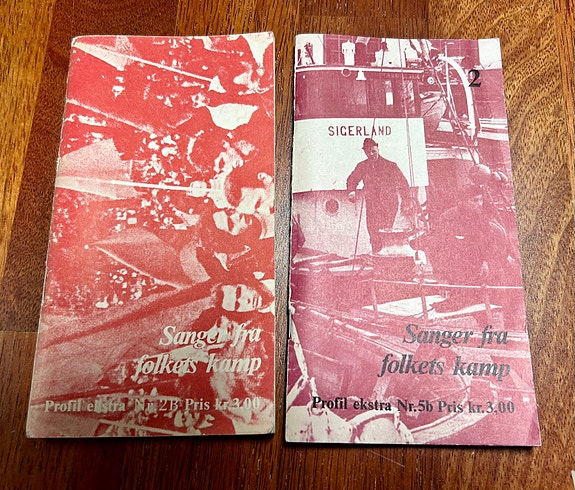 Sanger fra
folkets kamp
Profil ekstra Nr. 2B Pris kr.3.00
2
SIGERLAND
Sanger fra
folkets kamp
Profil ekstra Nr.5b Pris kr.3.00